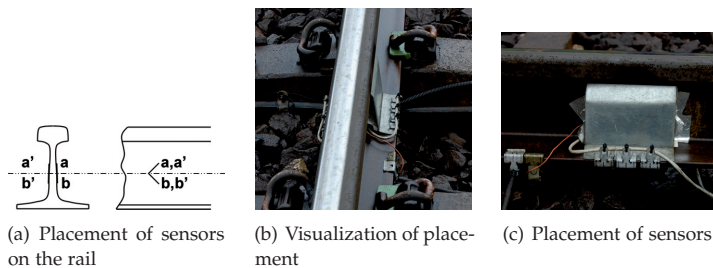 a' a
b' b
a,a'
b,b'
(a) Placement of sensors
on the rail
(b) Visualization of place-
ment
(c) Placement of sensors